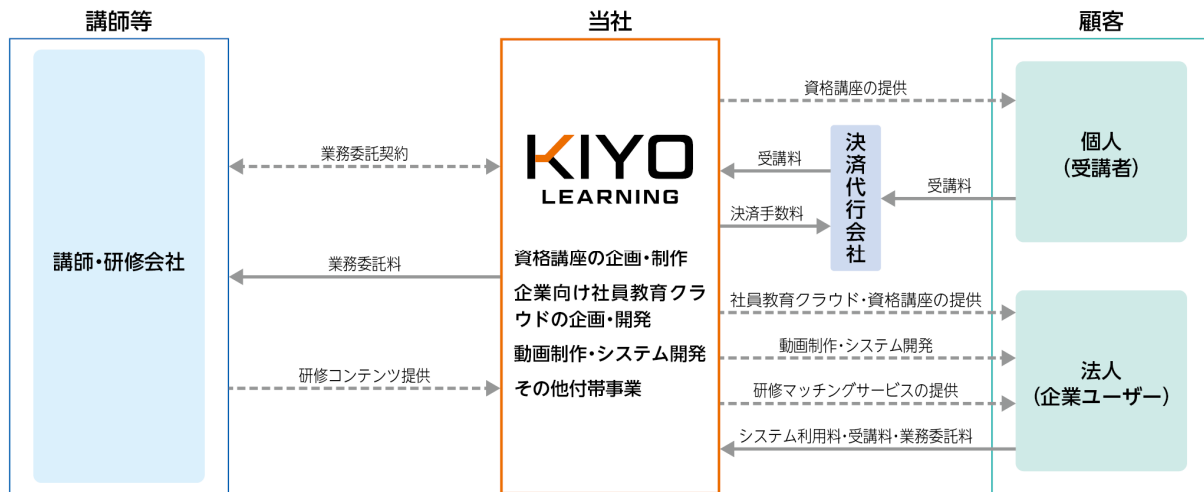 講師等
講師・研修会社
業務委託契約
業務委託料
研修コンテンツ提供
当社
KIYO
LEARNING
資格講座の企画・制作
企業向け社員教育クラ
ウドの企画・開発
動画制作・システム開発
その他付帯事業
資格講座の提供
受講料
決済手数料
決済代行会社
受講料
社員教育クラウド・資格講座の提供
動画制作・システム開発
研修マッチングサービスの提供
システム利用料・受講料・業務委託料
顧客
個人
(受講者)
法人
(企業ユーザー)